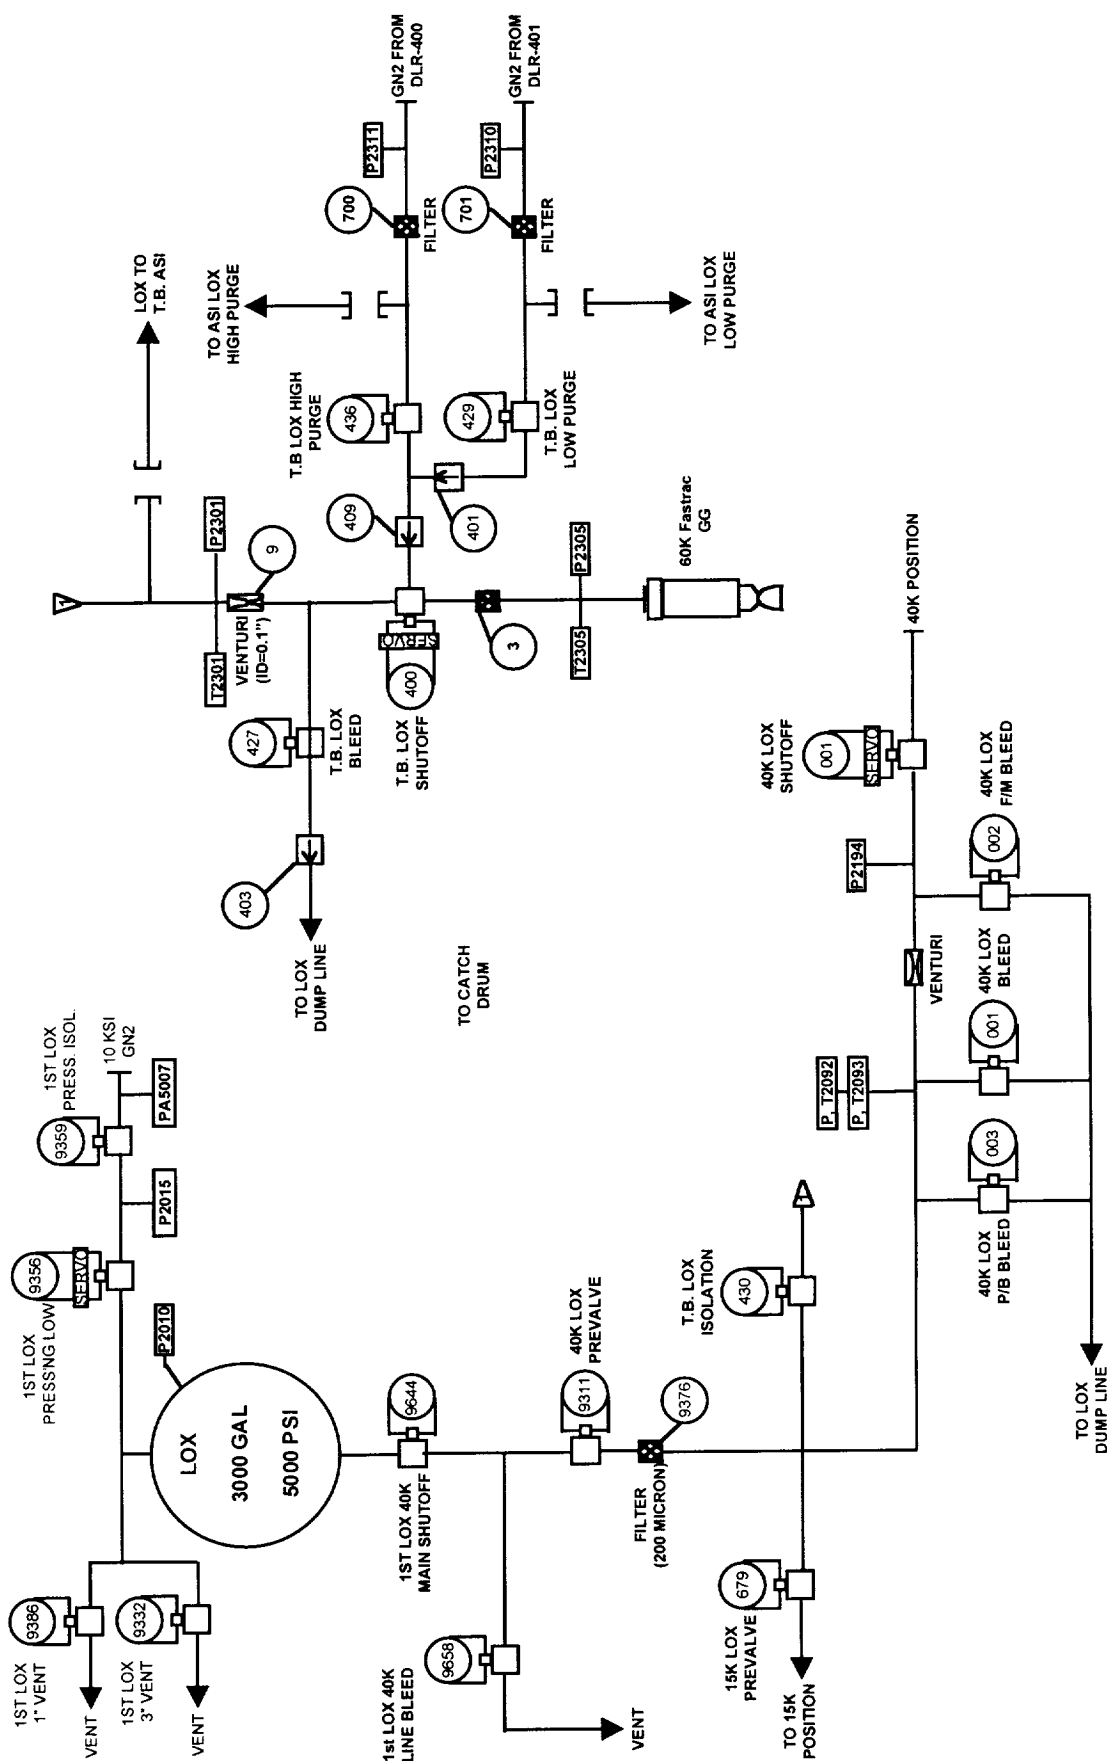 1ST LOX
1" VENT
9386
VENT
1ST LOX
3" VENT
9332
VENT
1ST LOX
PRESS'NG LOW
9356
SERVO
P2015
1ST LOX
PRESS. ISOL.
9359
10 KSI
GN2
PA5007
P2010
LOX
3000 GAL
5000 PSI
1ST LOX 40K
MAIN SHUTOFF
9644
1st LOX 40K
LINE BLEED
9658
VENT
40K LOX
PREVALVE
9311
FILTER
(200 MICRON)
9376
15K LOX
PREVALVE
679
TO 15K
POSITION
T.B. LOX
ISOLATION
430
1
P, T2092
P, T2093
VENTURI
P2194
40K LOX
SHUTOFF
001
SERVO
40K POSITION
40K LOX
P/B BLEED
003
40K LOX
BLEED
001
40K LOX
F/M BLEED
002
TO LOX
DUMP LINE
TO CATCH
DRUM
1
LOX TO
T.B. ASI
T2301
P2301
VENTURI
(ID=0.1")
9
427
T.B. LOX
BLEED
403
TO LOX
DUMP LINE
SERVO
400
T.B. LOX
SHUTOFF
3
T2305
P2305
60K Fastrac
GG
409
401
T.B LOX HIGH
PURGE
436
429
T.B. LOX
LOW PURGE
TO ASI LOX
HIGH PURGE
TO ASI LOX
LOW PURGE
700
FILTER
P2311
GN2 FROM
DLR-400
701
FILTER
P2310
GN2 FROM
DLR-401